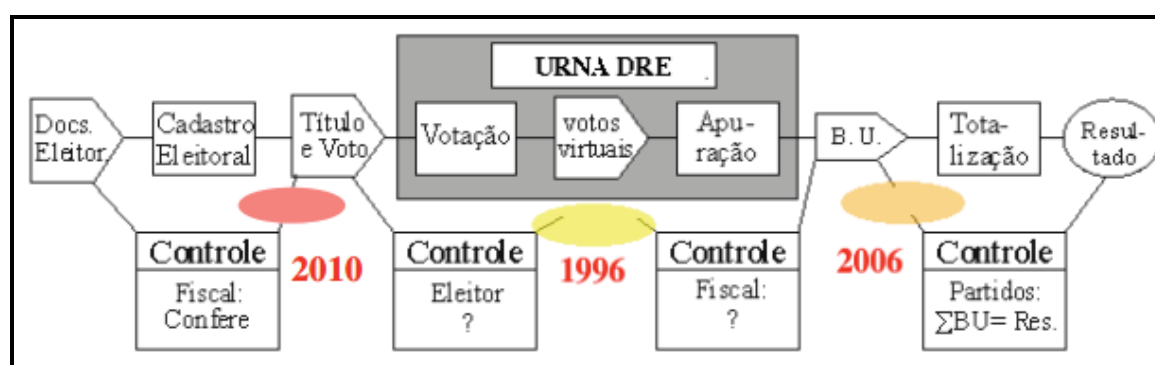 URNA DRE
Docs.
Eleitor
Cadastro
Eleitoral
Título
e Voto
Votação
votos
virtuais
Apu-
ração
B. U.
Tota-
lização
Resul-
tado
Controle
Fiscal:
Confere
2010
Controle
Eleitor
?
1996
Controle
Fiscal:
?
2006
Controle
Partidos:
∑BU= Res.